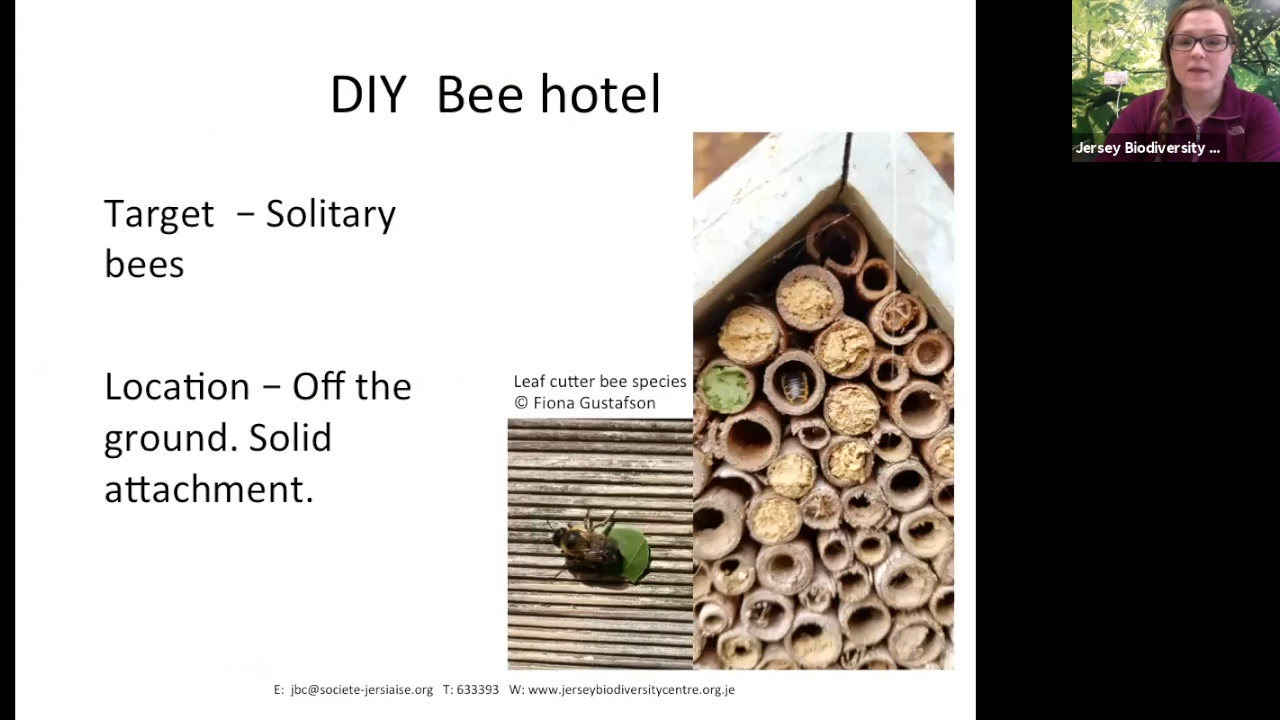 DIY Bee hotel
Jersey Biodiversity ...
Target – Solitary
bees
Location – Off the
ground. Solid
attachment.
Leaf cutter bee species
© Fiona Gustafson
E: jbc@societe-jersiaise.org T: 633393 W: www.jerseybiodiversitycentre.org.je